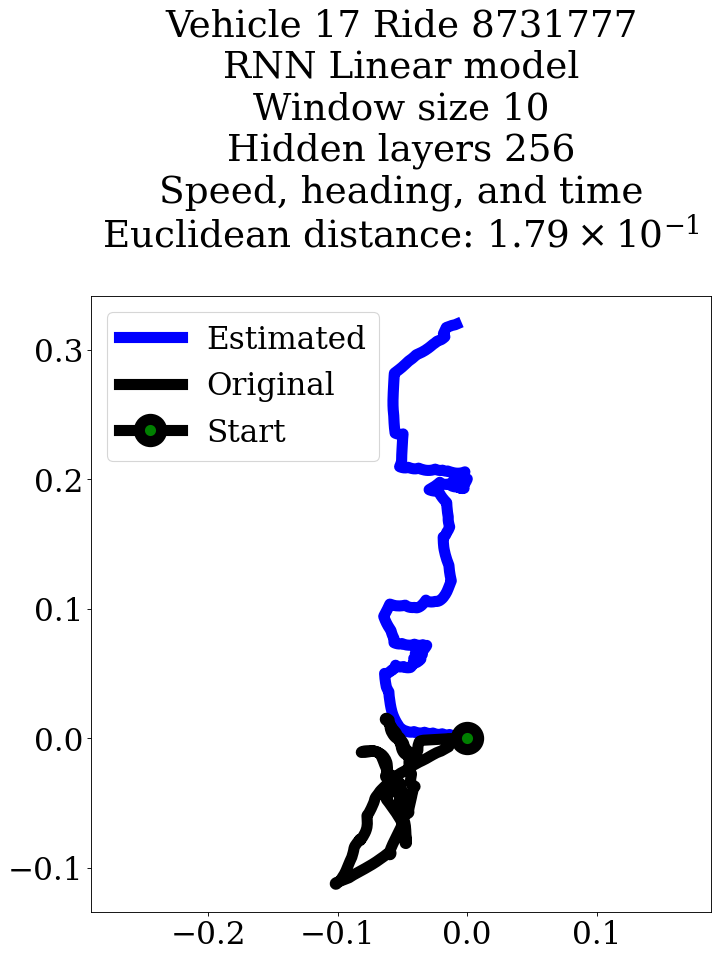 Vehicle 17 Ride 8731777
RNN Linear model
Window size 10
Hidden layers 256
Speed, heading, and time
Euclidean distance: 1.79 × 10⁻¹
Estimated
Original
Start
0.3
0.2
0.1
0.0
−0.1
−0.2 −0.1 0.0 0.1